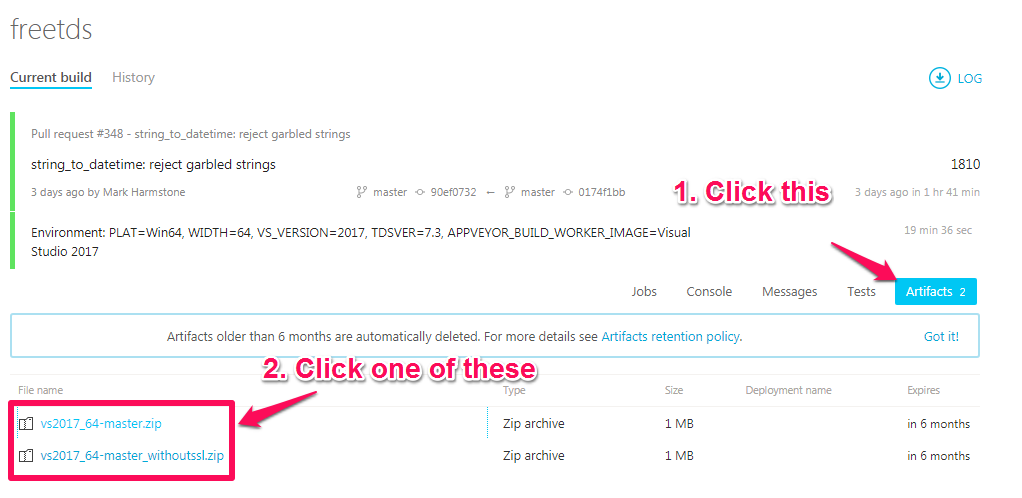 freetds
Current build History LOG
Pull request #348 - string_to_datetime: reject garbled strings
string_to_datetime: reject garbled strings 1810
3 days ago by Mark Harmstone master 90ef0732 ← master 0174f1bb 3 days ago in 1 hr 41 min
1. Click this
Environment: PLAT=Win64, WIDTH=64, VS_VERSION=2017, TDSVER=7.3, APPVEYOR_BUILD_WORKER_IMAGE=Visual 19 min 36 sec
Studio 2017
Jobs Console Messages Tests Artifacts 2
Artifacts older than 6 months are automatically deleted. For more details see Artifacts retention policy. Got it!
2. Click one of these
File name Type Size Deployment name Expires
vs2017_64-master.zip Zip archive 1 MB in 6 months
vs2017_64-master_withoutssl.zip Zip archive 1 MB in 6 months